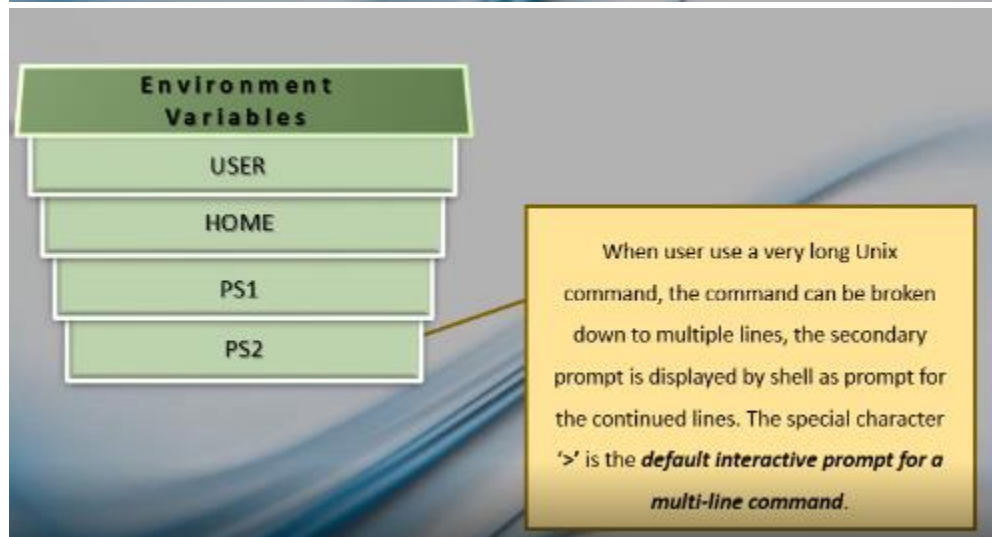 Environment
Variables
USER
HOME
PS1
PS2
When user use a very long Unix
command, the command can be broken
down to multiple lines, the secondary
prompt is displayed by shell as prompt for
the continued lines. The special character
‘>’ is the default interactive prompt for a
multi-line command.